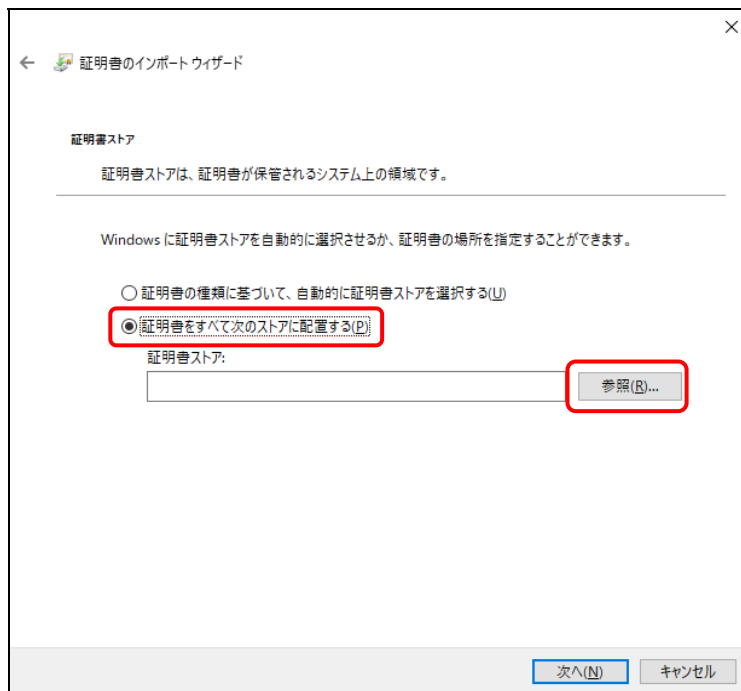 証明書のインポート ウィザード
証明書ストア
証明書ストアは、証明書が保管されるシステム上の領域です。
Windows に証明書ストアを自動的に選択させるか、証明書の場所を指定することができます。
証明書の種類に基づいて、自動的に証明書ストアを選択する(U)
証明書をすべて次のストアに配置する(P)
証明書ストア:
参照(R)...
次へ(N)
キャンセル